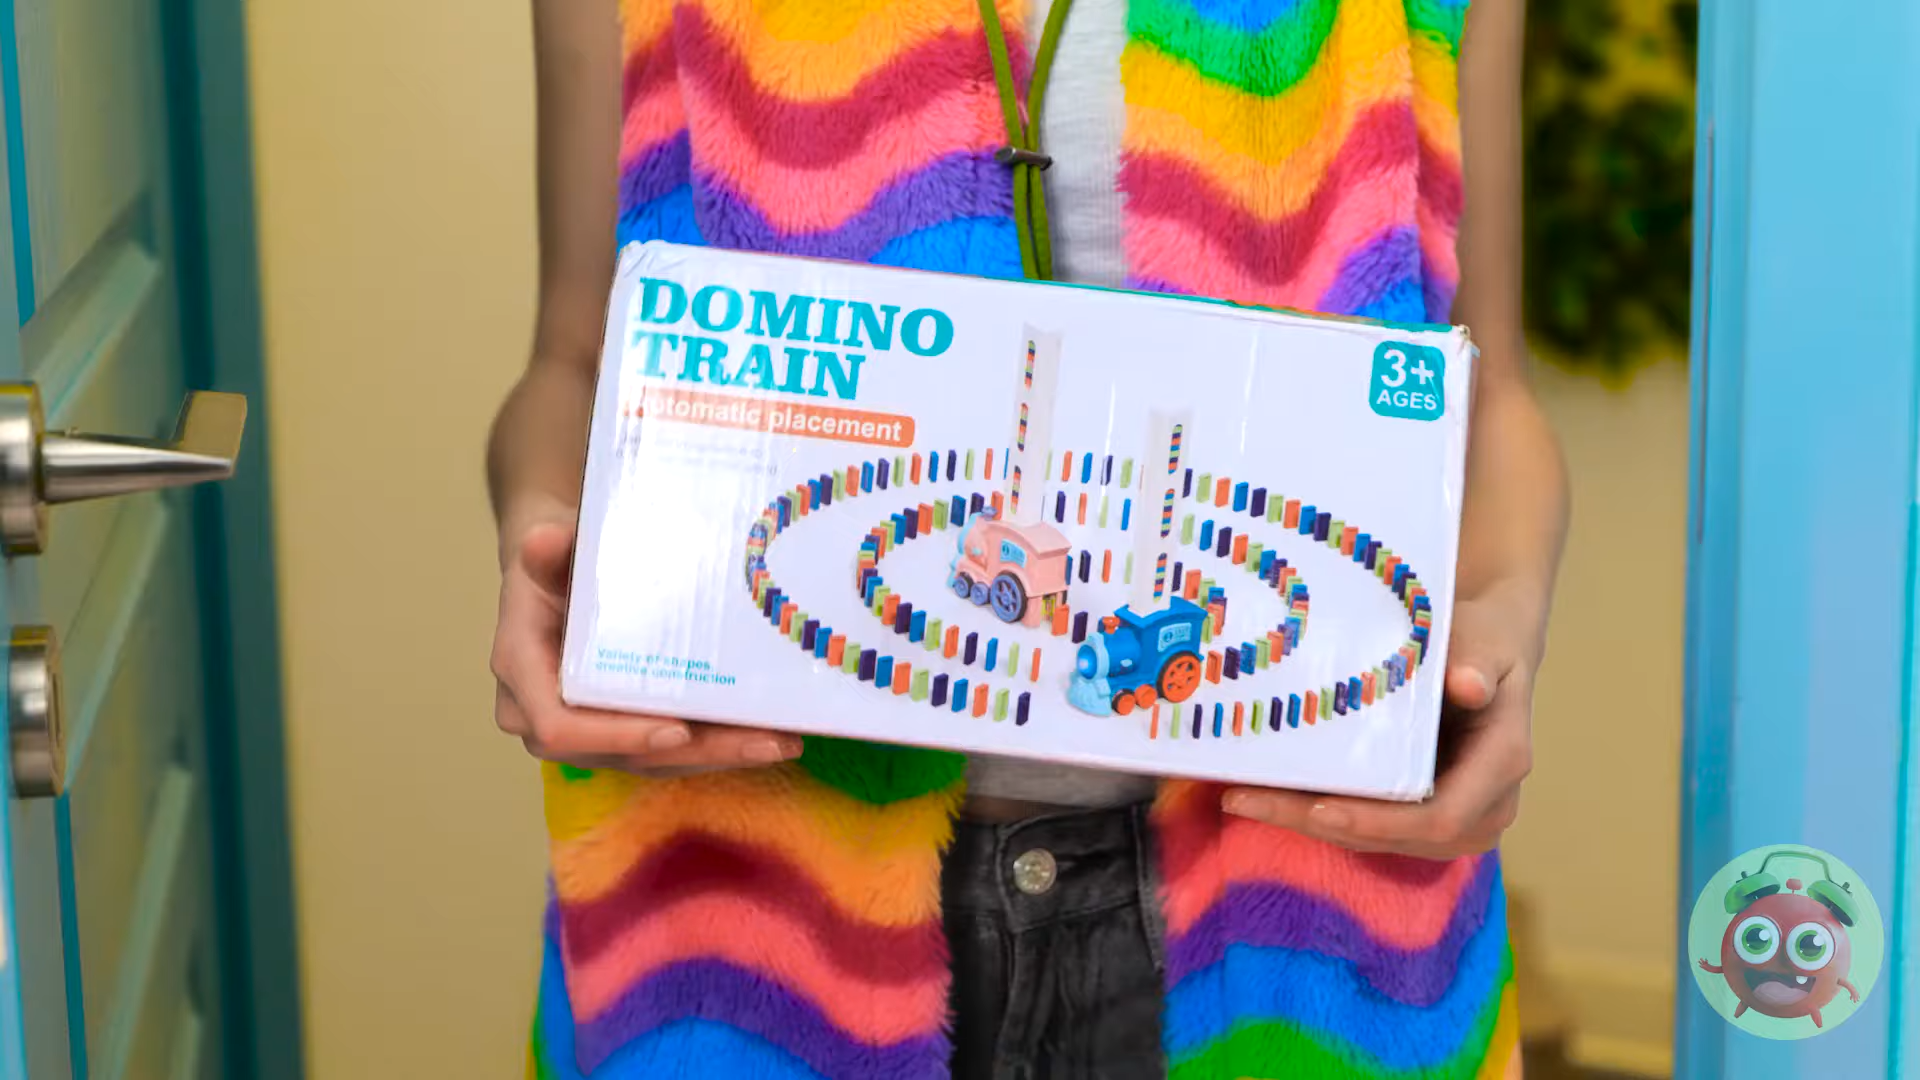 DOMINO
TRAIN
Automatic placement
3+
AGES
Variety of shapes,
creative construction